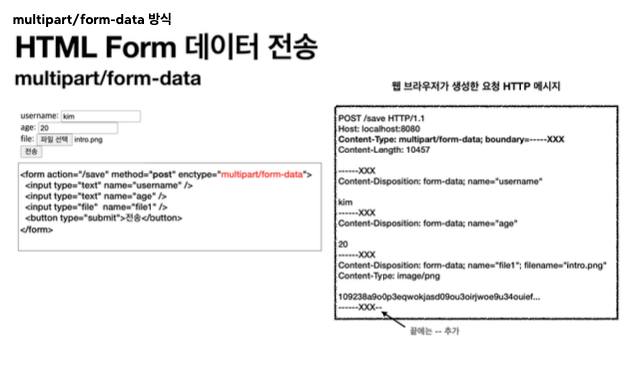 multipart/form-data 방식
HTML Form 데이터 전송
multipart/form-data
username: kim
age: 20
file: 파일 선택 intro.png
전송
<form action="/save" method="post" enctype="multipart/form-data">
<input type="text" name="username" />
<input type="text" name="age" />
<input type="file" name="file1" />
<button type="submit">전송</button>
</form>
웹 브라우저가 생성한 요청 HTTP 메시지
POST /save HTTP/1.1
Host: localhost:8080
Content-Type: multipart/form-data; boundary=-----XXX
Content-Length: 10457
------XXX
Content-Disposition: form-data; name="username"
kim
------XXX
Content-Disposition: form-data; name="age"
20
------XXX
Content-Disposition: form-data; name="file1"; filename="intro.png"
Content-Type: image/png
109238a9o0p3eqwokjasd09ou3oirjwoe9u34ouief...
------XXX--
끝에는 -- 추가